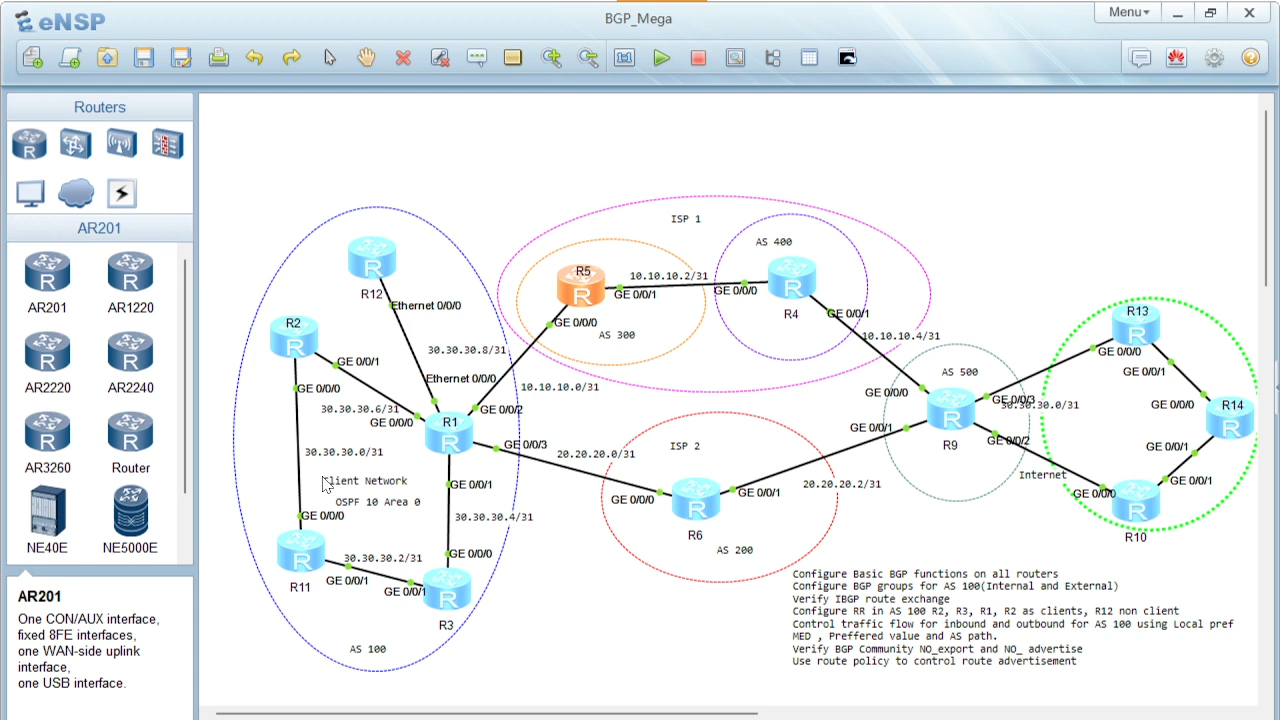 eNSP
BGP_Mega
Menu
Routers
AR201
AR201
AR1220
AR2220
AR2240
AR3260
Router
NE40E
NE5000E
AR201
One CON/AUX interface,
fixed 8FE interfaces,
one WAN-side uplink
interface,
one USB interface.
ISP 1
AS 400
R5
10.10.10.2/31
GE 0/0/1
GE 0/0/0
R4
GE 0/0/1
10.10.10.4/31
GE 0/0/0
AS 300
R12
Ethernet 0/0/0
30.30.30.8/31
Ethernet 0/0/0
10.10.10.0/31
R2
GE 0/0/1
GE 0/0/0
30.30.30.6/31
GE 0/0/0
R1
GE 0/0/2
GE 0/0/3
20.20.20.0/31
30.30.30.0/31
Client Network
OSPF 10 Area 0
GE 0/0/1
30.30.30.4/31
GE 0/0/0
GE 0/0/0
30.30.30.2/31
R11
GE 0/0/1
GE 0/0/1
R3
AS 100
ISP 2
GE 0/0/0
GE 0/0/1
R6
AS 200
20.20.20.2/31
AS 500
GE 0/0/0
GE 0/0/1
R9
GE 0/0/3
30.30.30.0/31
GE 0/0/2
Internet
R13
GE 0/0/0
GE 0/0/1
R14
GE 0/0/0
GE 0/0/1
GE 0/0/1
GE 0/0/0
R10
Configure Basic BGP functions on all routers
Configure BGP groups for AS 100(Internal and External)
Verify IBGP route exchange
Configure RR in AS 100 R2, R3, R1, R2 as clients, R12 non client
Control traffic flow for inbound and outbound for AS 100 using Local pref
MED , Preffered value and AS path.
Verify BGP Community NO_export and NO_ advertise
Use route policy to control route advertisement